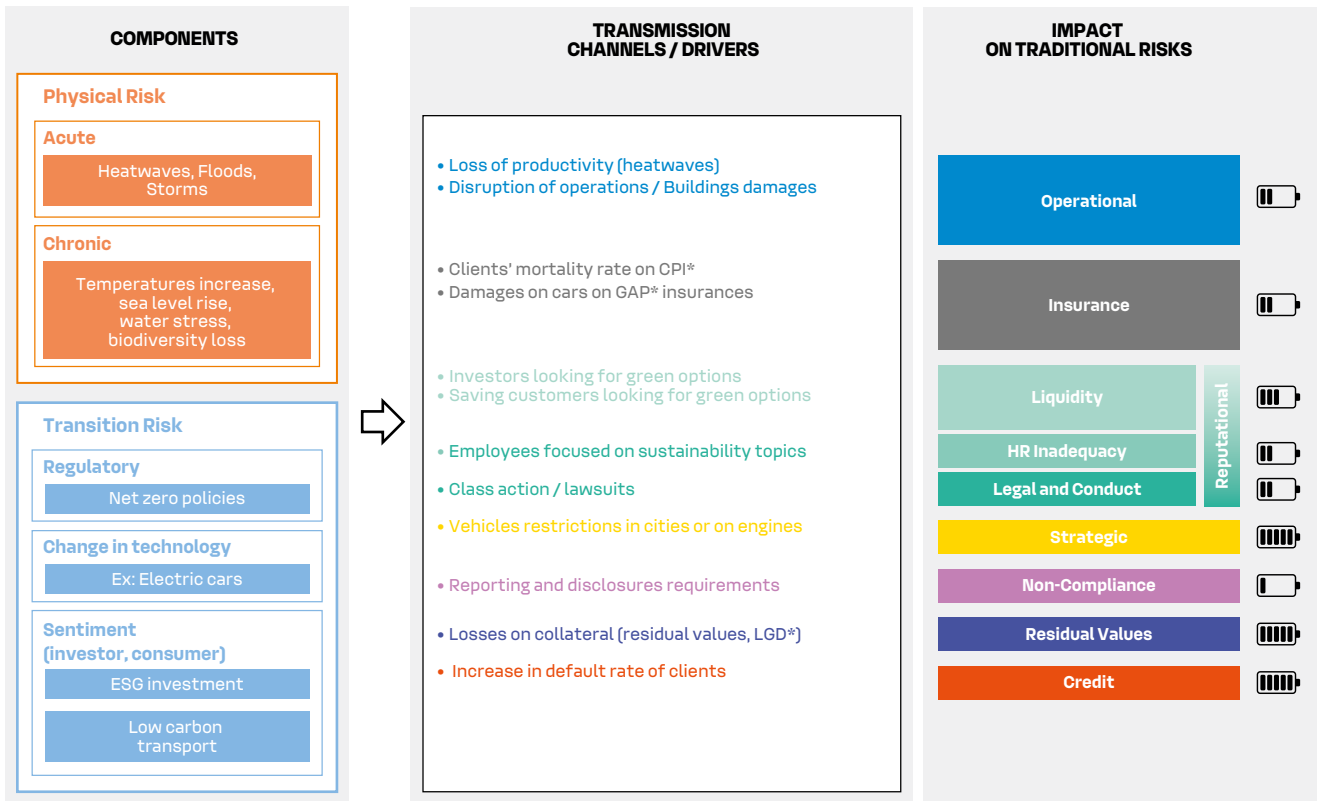 COMPONENTS
Physical Risk
Acute
Heatwaves, Floods,
Storms
Chronic
Temperatures increase,
sea level rise,
water stress,
biodiversity loss
Transition Risk
Regulatory
Net zero policies
Change in technology
Ex: Electric cars
Sentiment
(investor, consumer)
ESG investment
Low carbon
transport
TRANSMISSION
CHANNELS / DRIVERS
• Loss of productivity (heatwaves)
• Disruption of operations / Buildings damages
• Clients' mortality rate on CPI*
• Damages on cars on GAP* insurances
• Investors looking for green options
• Saving customers looking for green options
• Employees focused on sustainability topics
• Class action / lawsuits
• Vehicles restrictions in cities or on engines
• Reporting and disclosures requirements
• Losses on collateral (residual values, LGD*)
• Increase in default rate of clients
IMPACT
ON TRADITIONAL RISKS
Operational
Insurance
Liquidity
HR Inadequacy
Legal and Conduct
Reputational
Strategic
Non-Compliance
Residual Values
Credit